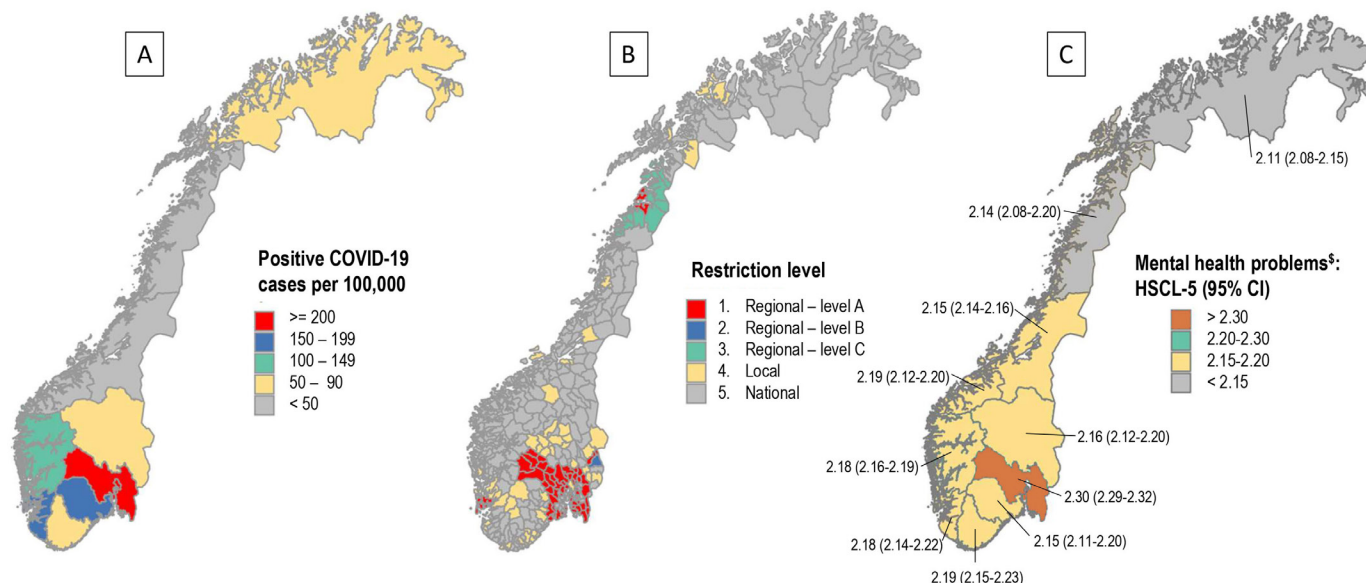 A
Positive COVID-19
cases per 100,000
>= 200
150 – 199
100 – 149
50 – 90
< 50
B
Restriction level
1. Regional – level A
2. Regional – level B
3. Regional – level C
4. Local
5. National
C
2.11 (2.08-2.15)
2.14 (2.08-2.20)
Mental health problems$:
HSCL-5 (95% CI)
> 2.30
2.20-2.30
2.15-2.20
< 2.15
2.15 (2.14-2.16)
2.19 (2.12-2.20)
2.16 (2.12-2.20)
2.18 (2.16-2.19)
2.30 (2.29-2.32)
2.18 (2.14-2.22)
2.15 (2.11-2.20)
2.19 (2.15-2.23)